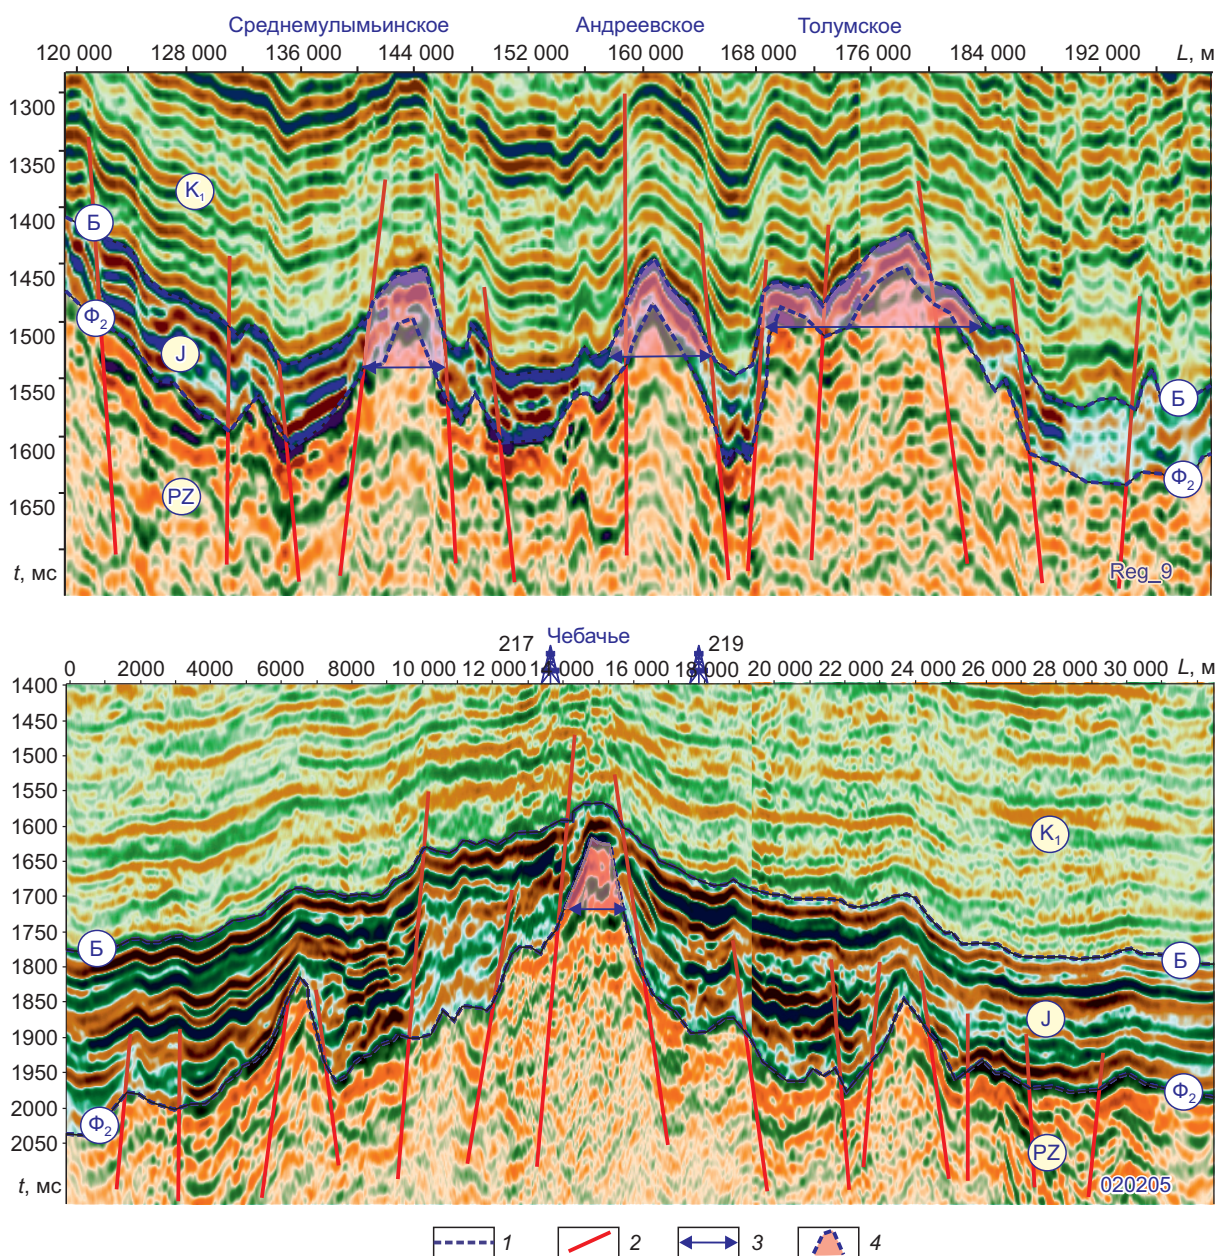 Среднемулымьинское Андреевское Толумское
120 000 128 000 136 000 144 000 152 000 160 000 168 000 176 000 184 000 192 000 L, м
1300
1350
K1
1400
Б
1450
1500
Ф2
J
1550
Б
1600
Ф2
PZ
1650
t, мс
Reg_9
217 Чебачье 219
0 2000 4000 6000 8000 10 000 12 000 14 000 16 000 18 000 20 000 22 000 24 000 26 000 28 000 30 000 L, м
1400
1450
1500
1550
1600
K1
1650
1700
1750
Б
Б
1800
1850
J
1900
1950
2000
Ф2
Ф2
2050
PZ
t, мс
020205
1 2 3 4